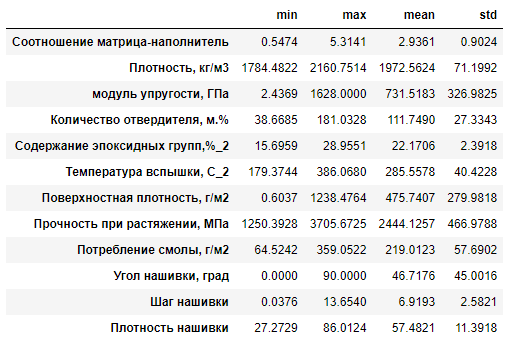 min max mean std
Соотношение матрица-наполнитель 0.5474 5.3141 2.9361 0.9024
Плотность, кг/м3 1784.4822 2160.7514 1972.5624 71.1992
модуль упругости, ГПа 2.4369 1628.0000 731.5183 326.9825
Количество отвердителя, м.% 38.6685 181.0328 111.7490 27.3343
Содержание эпоксидных групп,%_2 15.6959 28.9551 22.1706 2.3918
Температура вспышки, С_2 179.3744 386.0680 285.5578 40.4228
Поверхностная плотность, г/м2 0.6037 1238.4764 475.7407 279.9818
Прочность при растяжении, МПа 1250.3928 3705.6725 2444.1257 466.9788
Потребление смолы, г/м2 64.5242 359.0522 219.0123 57.6902
Угол нашивки, град 0.0000 90.0000 46.7176 45.0016
Шаг нашивки 0.0376 13.6540 6.9193 2.5821
Плотность нашивки 27.2729 86.0124 57.4821 11.3918